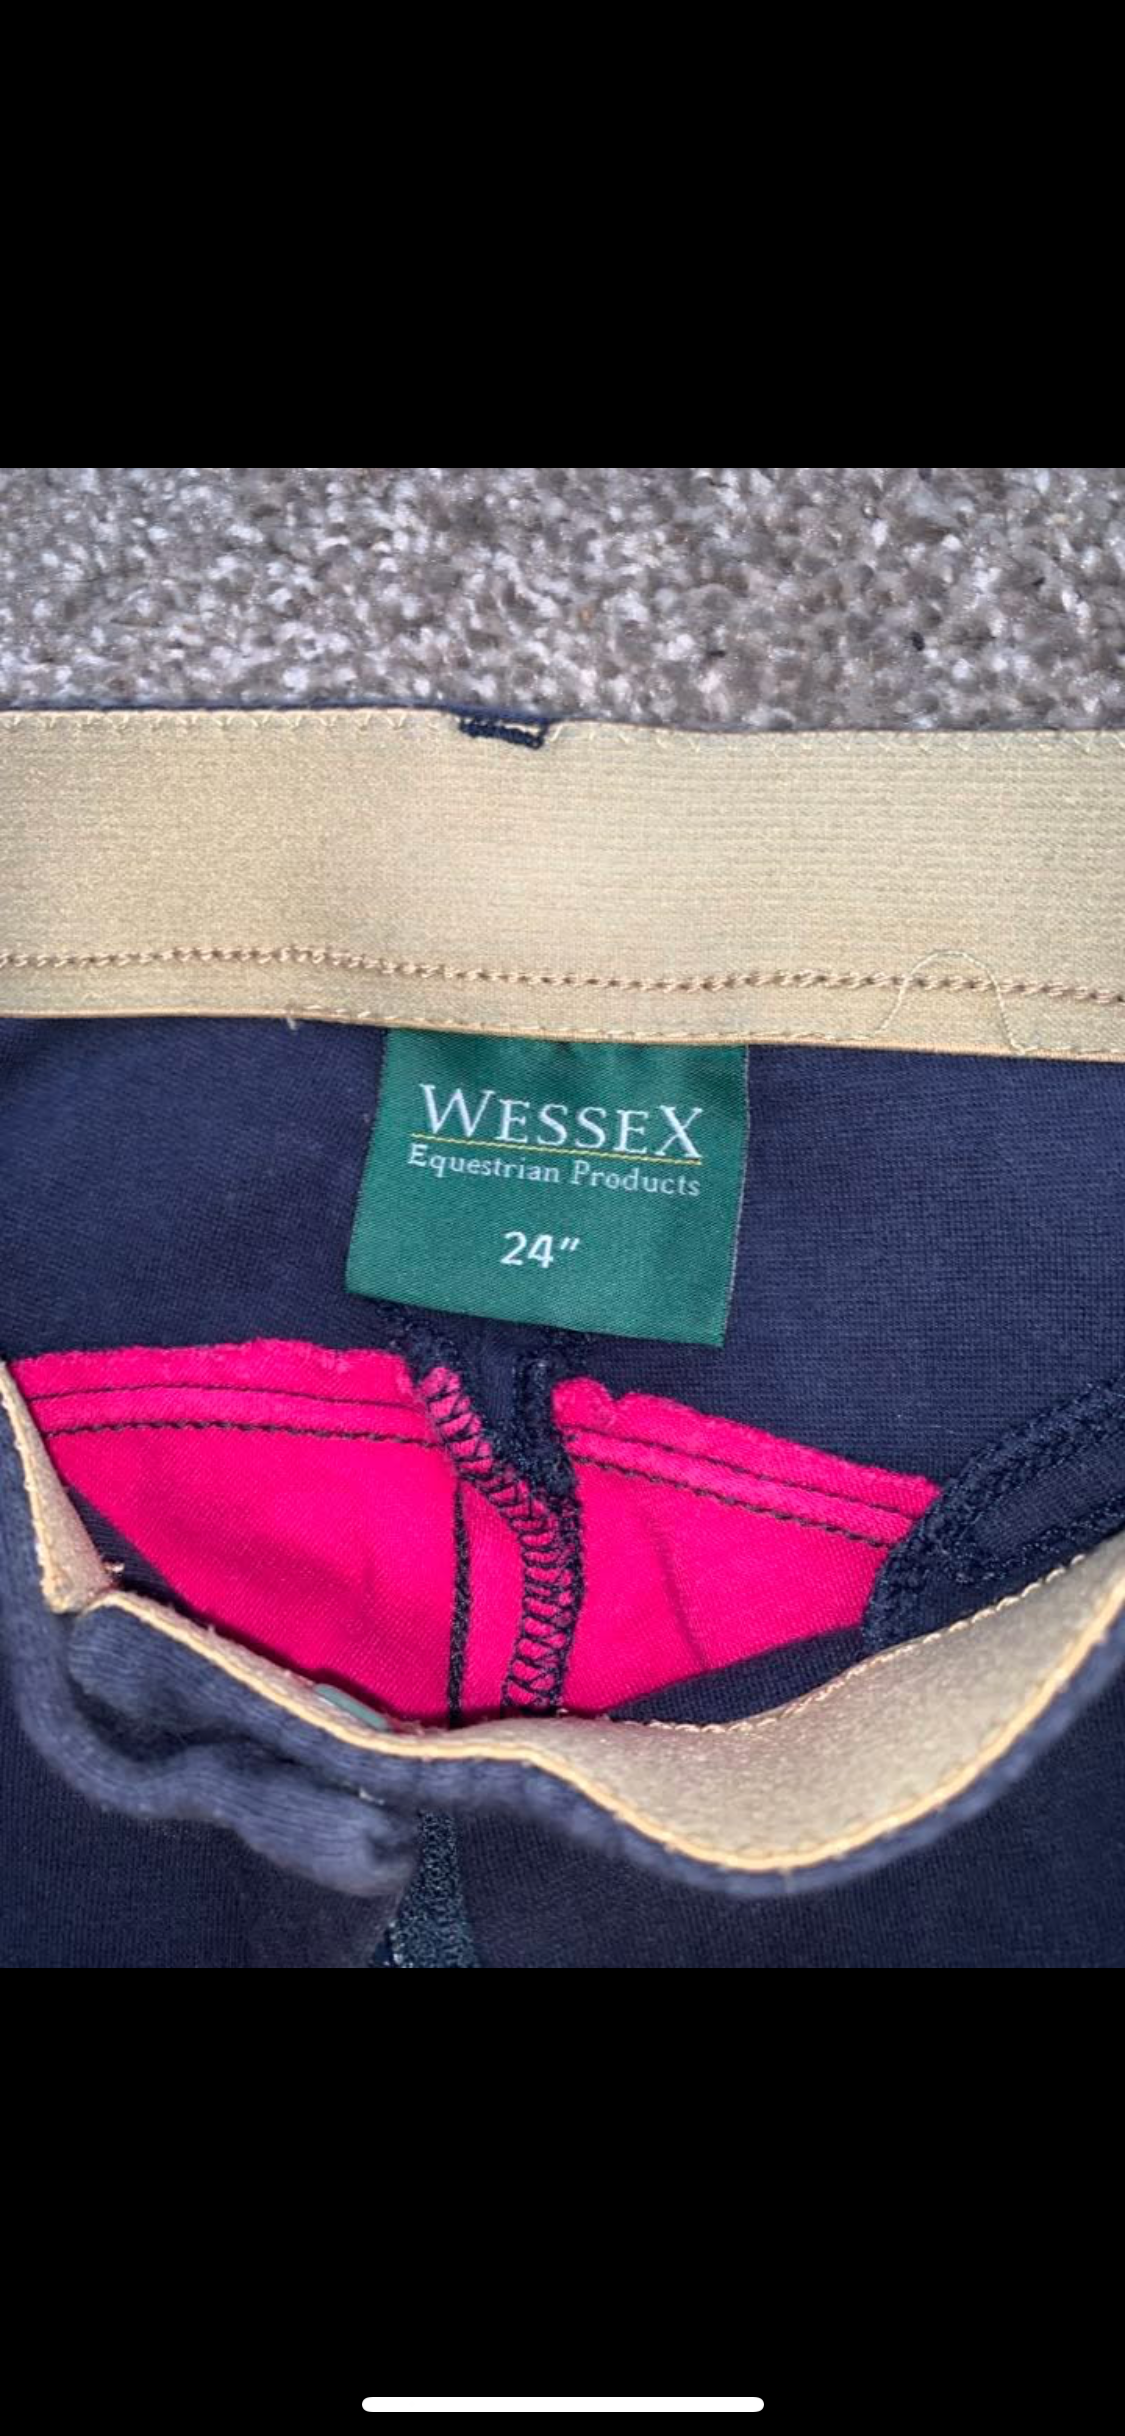 WESSEX
Equestrian Products
24"